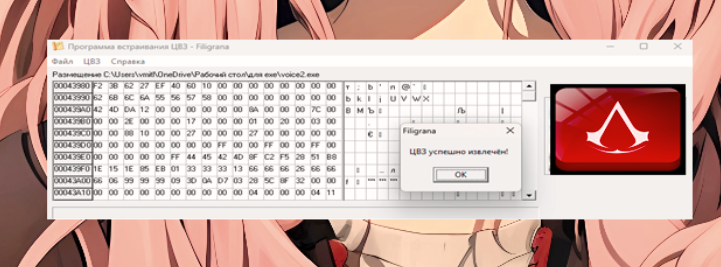 Программа встраивания ЦВЗ - Filigrana
Файл ЦВЗ Справка
Размещение C:\Users\vmitl\OneDrive\Рабочий стол\для exe\voice2.exe
00043980 F2 3B 62 27 EF 40 60 10 00 00 00 00 00 00 00 00
00043990 62 6B 6C 6A 55 56 57 58 00 00 00 00 00 00 00 00 b k l j U V W X
000439A0 42 4D DA 12 00 00 00 00 00 00 8A 00 00 00 7C 00 B M Ъ Љ |
000439B0 00 00 2E 00 00 00 17 00 00 00 01 00 20 00 03 00
000439C0 00 00 88 10 00 00 27 00 00 00 27 00 00 00 00 00 €
000439D0 00 00 00 00 00 00 00 00 FF 00 00 FF 00 00 FF 00
000439E0 00 00 00 00 00 FF 44 45 42 4D 8F C2 F5 28 51 B8
000439F0 1E 15 1E 85 EB 01 33 33 33 13 66 66 66 26 66 66
00043A00 66 06 99 99 99 09 3D 0A D7 03 28 5C 8F 32 00 00
00043A10 00 00 00 00 00 00 00 00 00 00 04 00 00 00 04 11
Filigrana
ЦВЗ успешно извлечён!
OK